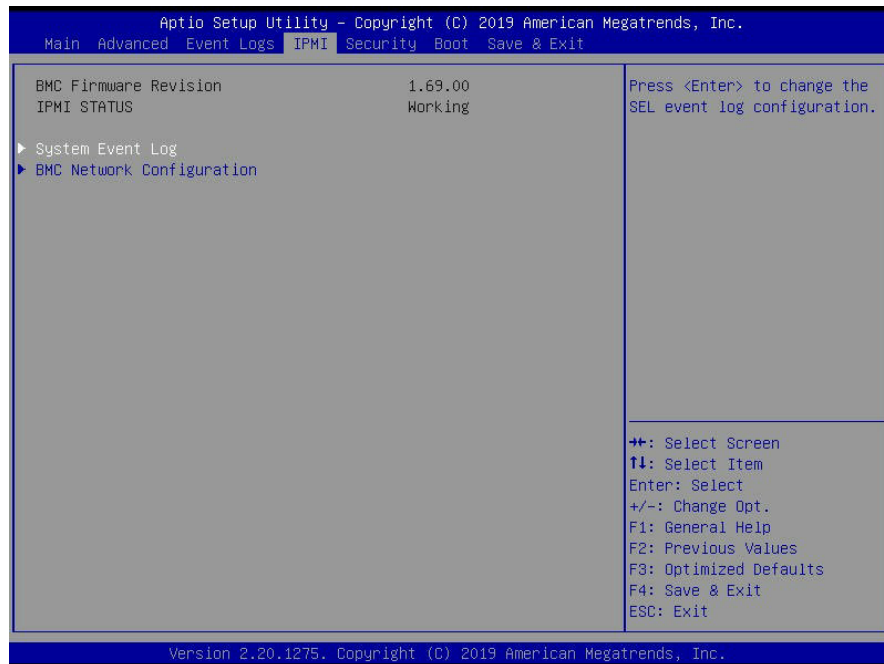 Aptio Setup Utility – Copyright (C) 2019 American Megatrends, Inc.
Main Advanced Event Logs IPMI Security Boot Save & Exit
BMC Firmware Revision 1.69.00
IPMI STATUS Working
System Event Log
BMC Network Configuration
Press <Enter> to change the
SEL event log configuration.
→←: Select Screen
↑↓: Select Item
Enter: Select
+/-: Change Opt.
F1: General Help
F2: Previous Values
F3: Optimized Defaults
F4: Save & Exit
ESC: Exit
Version 2.20.1275. Copyright (C) 2019 American Megatrends, Inc.